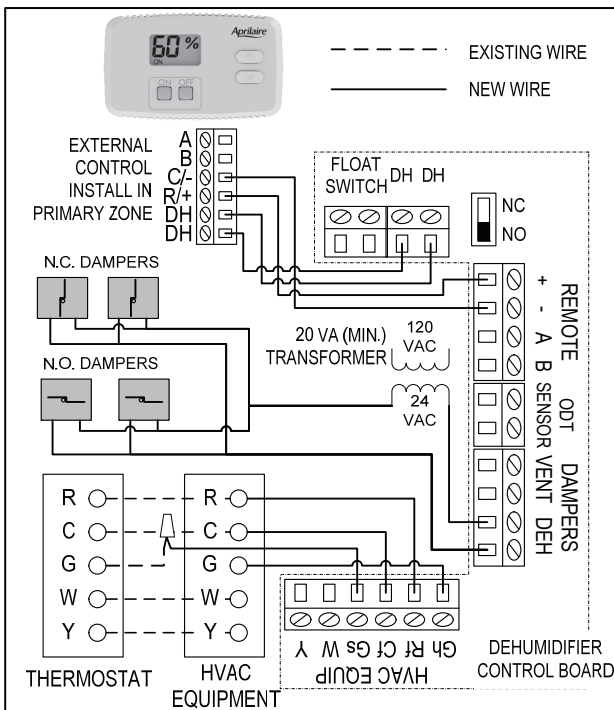 Aprilaire
60%
ON
ON OFF
EXISTING WIRE
NEW WIRE
EXTERNAL
CONTROL
INSTALL IN
PRIMARY ZONE
A
B
C/-
R/+
DH
DH
FLOAT
SWITCH
DH DH
NC
NO
N.C. DAMPERS
N.O. DAMPERS
20 VA (MIN.)
TRANSFORMER
120
VAC
24
VAC
+
-
A
B
REMOTE
ODT
SENSOR
DAMPERS
VENT DEH
R
C
G
W
Y
THERMOSTAT
R
C
G
W
Y
HVAC
EQUIPMENT
Y W Gs Cf Rf Gh
HVAC EQUIP
DEHUMIDIFIER
CONTROL BOARD